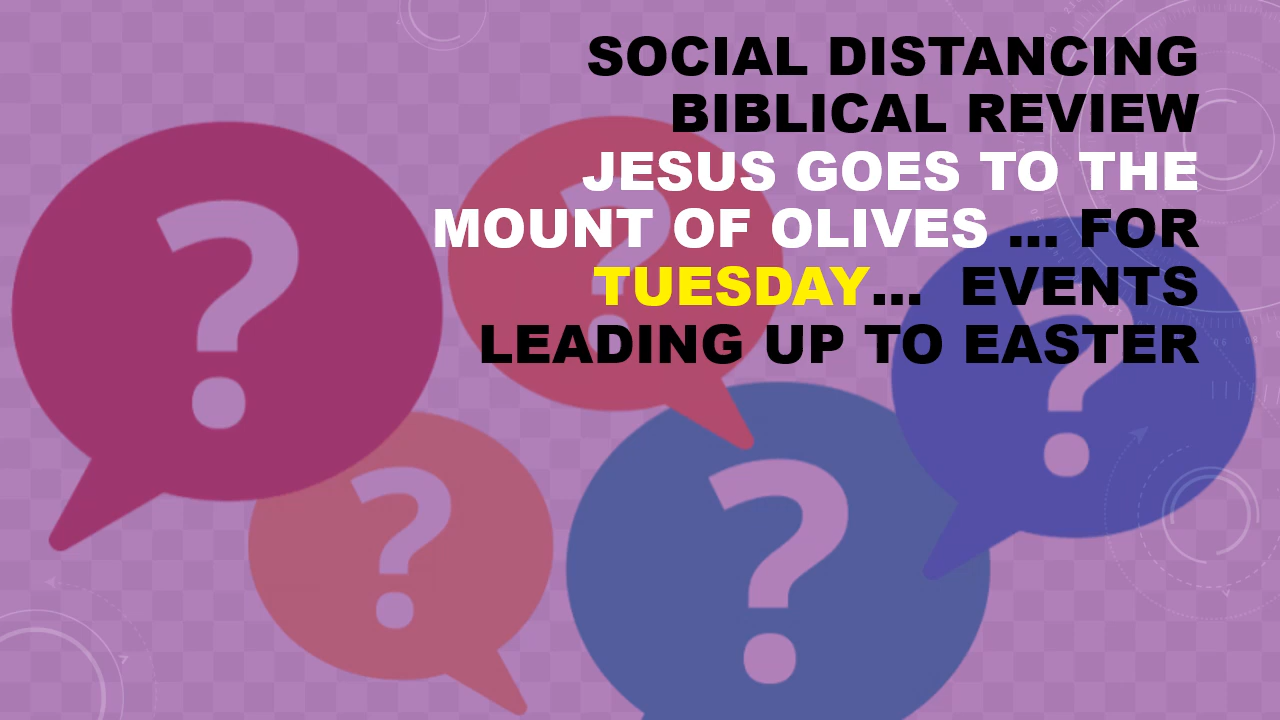 SOCIAL DISTANCING
BIBLICAL REVIEW
JESUS GOES TO THE
MOUNT OF OLIVES ... FOR
TUESDAY... EVENTS
LEADING UP TO EASTER
?
?
?
?
?